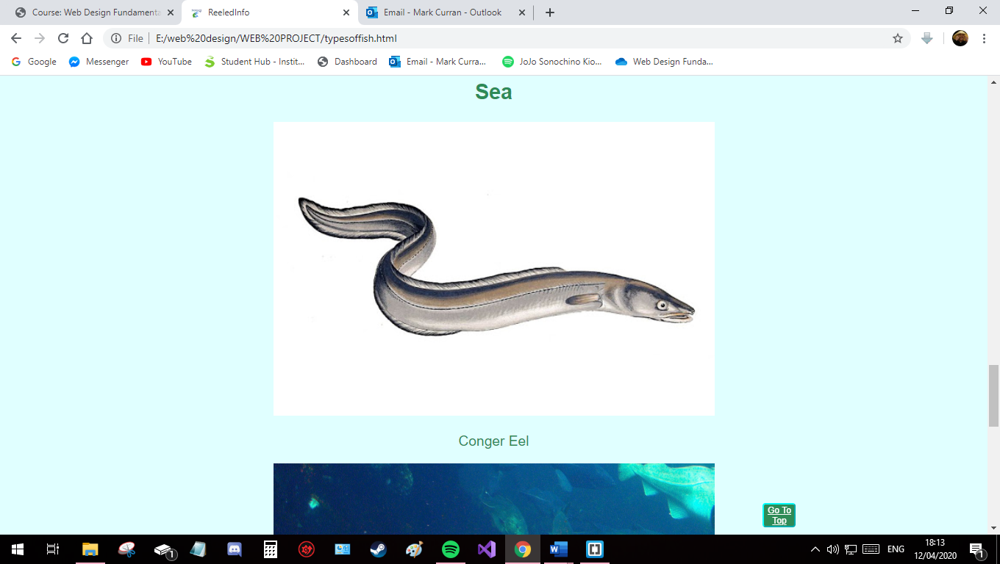 Course: Web Design Fundamenta
ReeledInfo
Email - Mark Curran - Outlook
File
E:/web%20design/WEB%20PROJECT/typesoffish.html
Google
Messenger
YouTube
Student Hub - Instit...
Dashboard
Email - Mark Curra...
JoJo Sonochino Kio...
Web Design Funda...
Sea
Conger Eel
Go To
Top
1
ENG
18:13
12/04/2020
1